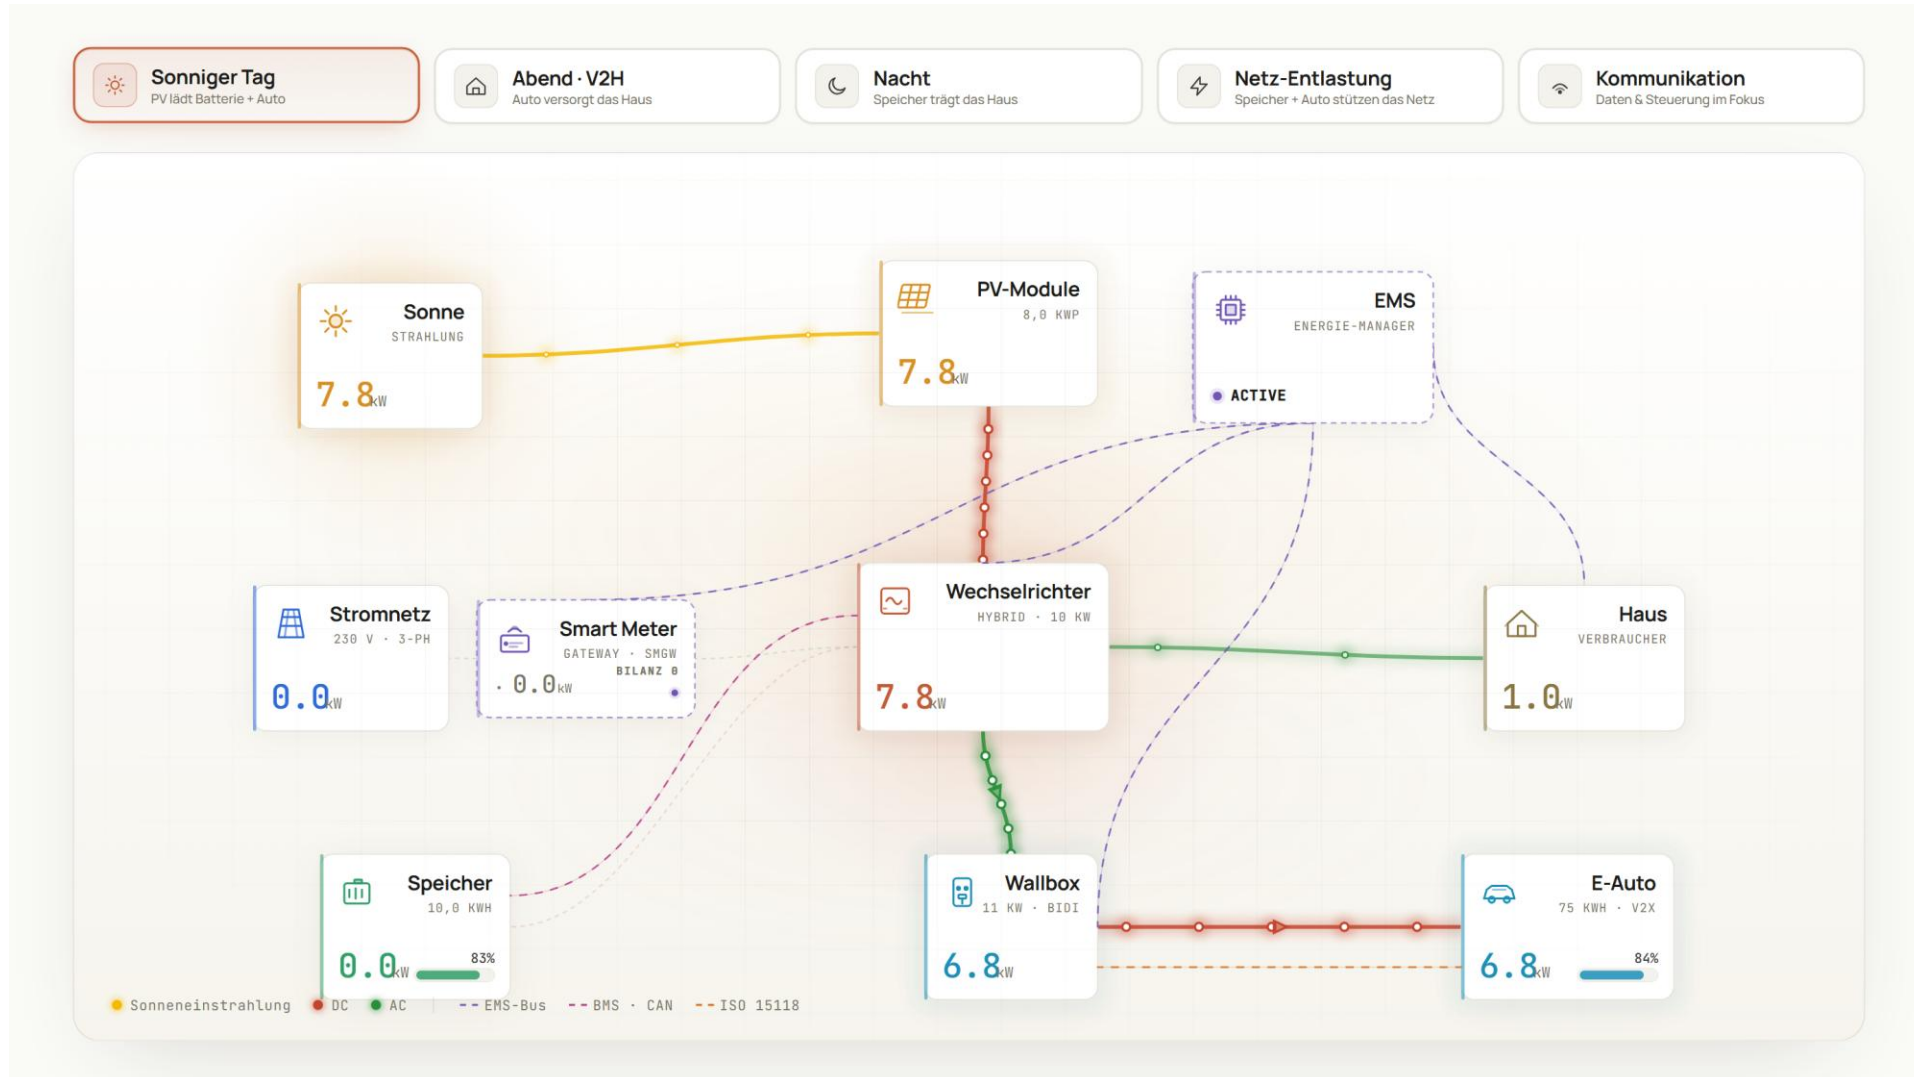 Sonniger Tag
PV lädt Batterie + Auto
Abend · V2H
Auto versorgt das Haus
Nacht
Speicher trägt das Haus
Netz-Entlastung
Speicher + Auto stützen das Netz
Kommunikation
Daten & Steuerung im Fokus
Sonne
STRAHLUNG
7.8kW
PV-Module
8,0 KWP
7.8kW
EMS
ENERGIE-MANAGER
ACTIVE
Stromnetz
230 V · 3-PH
0.0kW
Smart Meter
GATEWAY · SMGW
BILANZ 0
· 0.0kW
Wechselrichter
HYBRID · 10 KW
7.8kW
Haus
VERBRAUCHER
1.0kW
Speicher
10,0 KWH
83%
0.0kW
Wallbox
11 KW · BIDI
6.8kW
E-Auto
75 KWH · V2X
84%
6.8kW
Sonneneinstrahlung DC AC EMS-Bus BMS · CAN ISO 15118